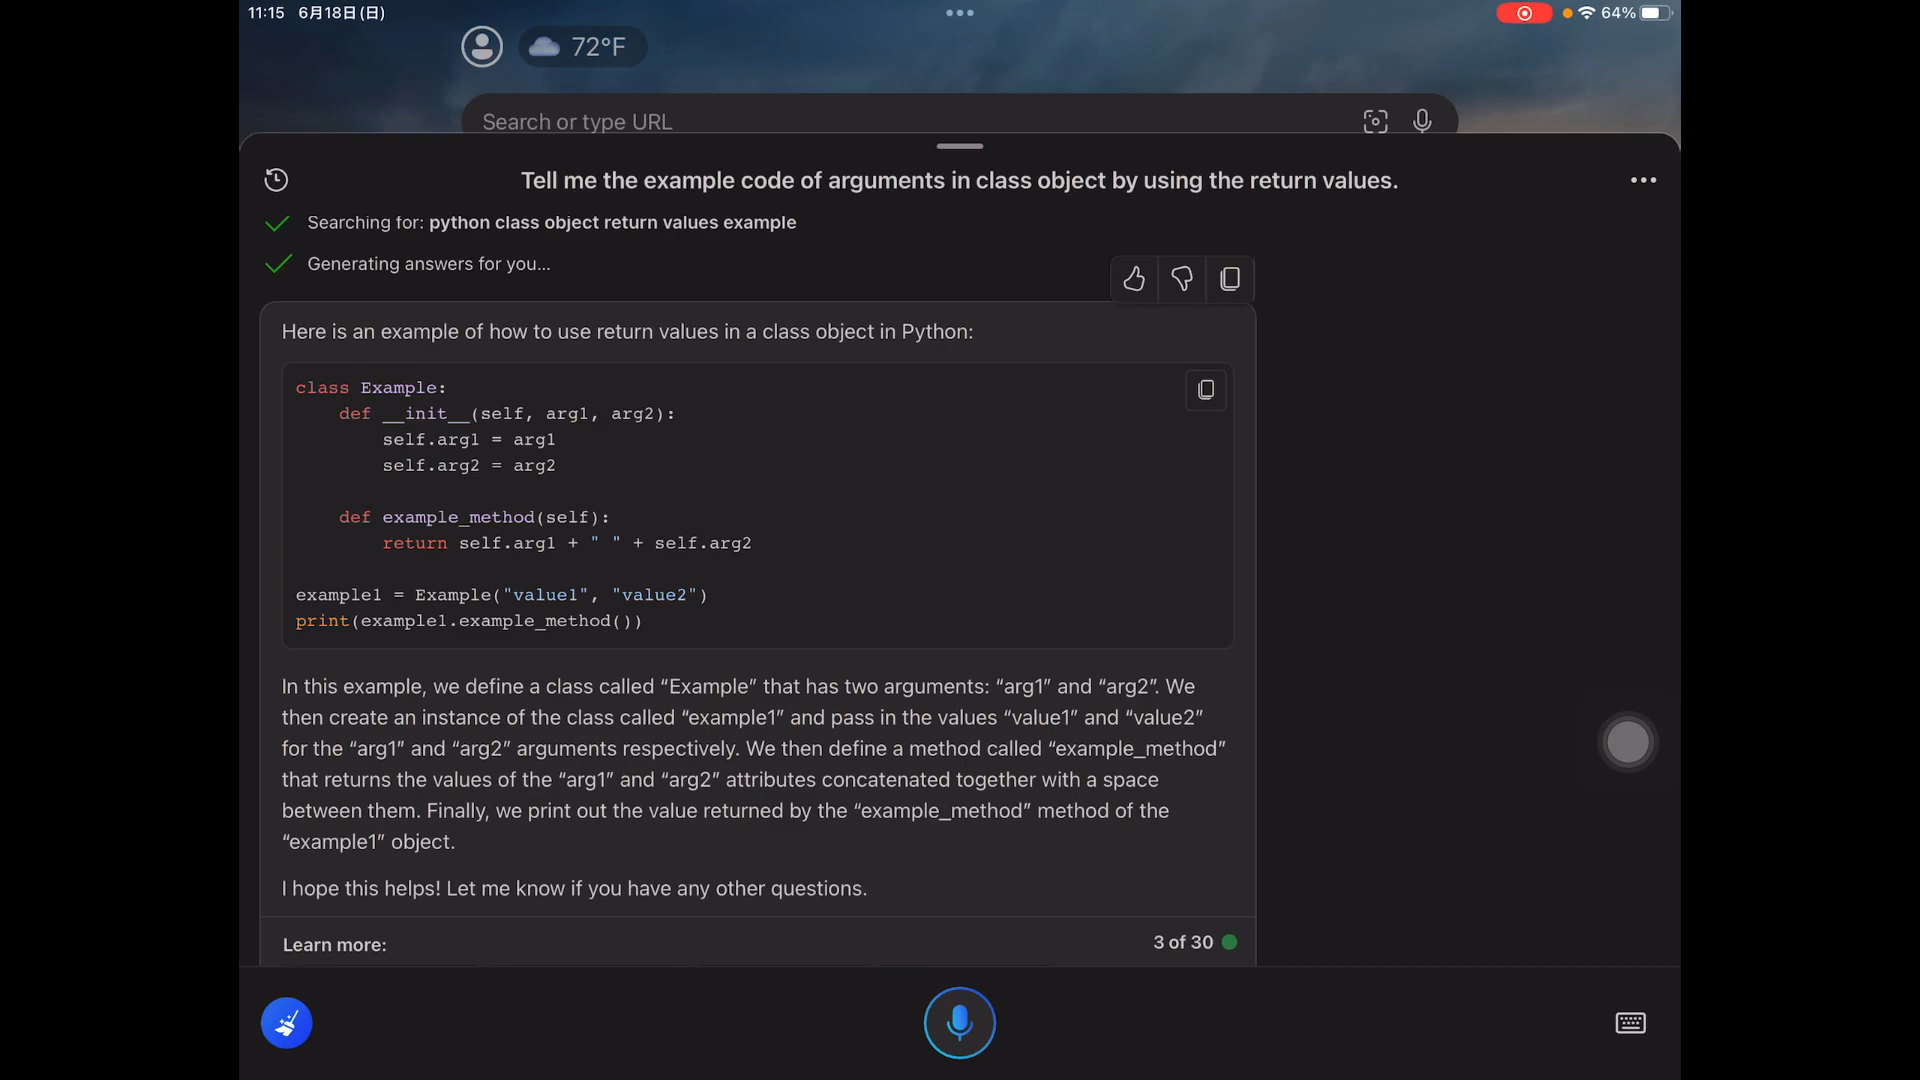 11:15 6月18日(日)
64%
72°F
Search or type URL
Tell me the example code of arguments in class object by using the return values.
Searching for: python class object return values example
Generating answers for you...
Here is an example of how to use return values in a class object in Python:
class Example:
    def __init__(self, arg1, arg2):
        self.arg1 = arg1
        self.arg2 = arg2
    def example_method(self):
        return self.arg1 + " " + self.arg2
example1 = Example("value1", "value2")
print(example1.example_method())
In this example, we define a class called “Example” that has two arguments: “arg1” and “arg2”. We
then create an instance of the class called “example1” and pass in the values “value1” and “value2”
for the “arg1” and “arg2” arguments respectively. We then define a method called “example_method”
that returns the values of the “arg1” and “arg2” attributes concatenated together with a space
between them. Finally, we print out the value returned by the “example_method” method of the
“example1” object.
I hope this helps! Let me know if you have any other questions.
Learn more:
3 of 30